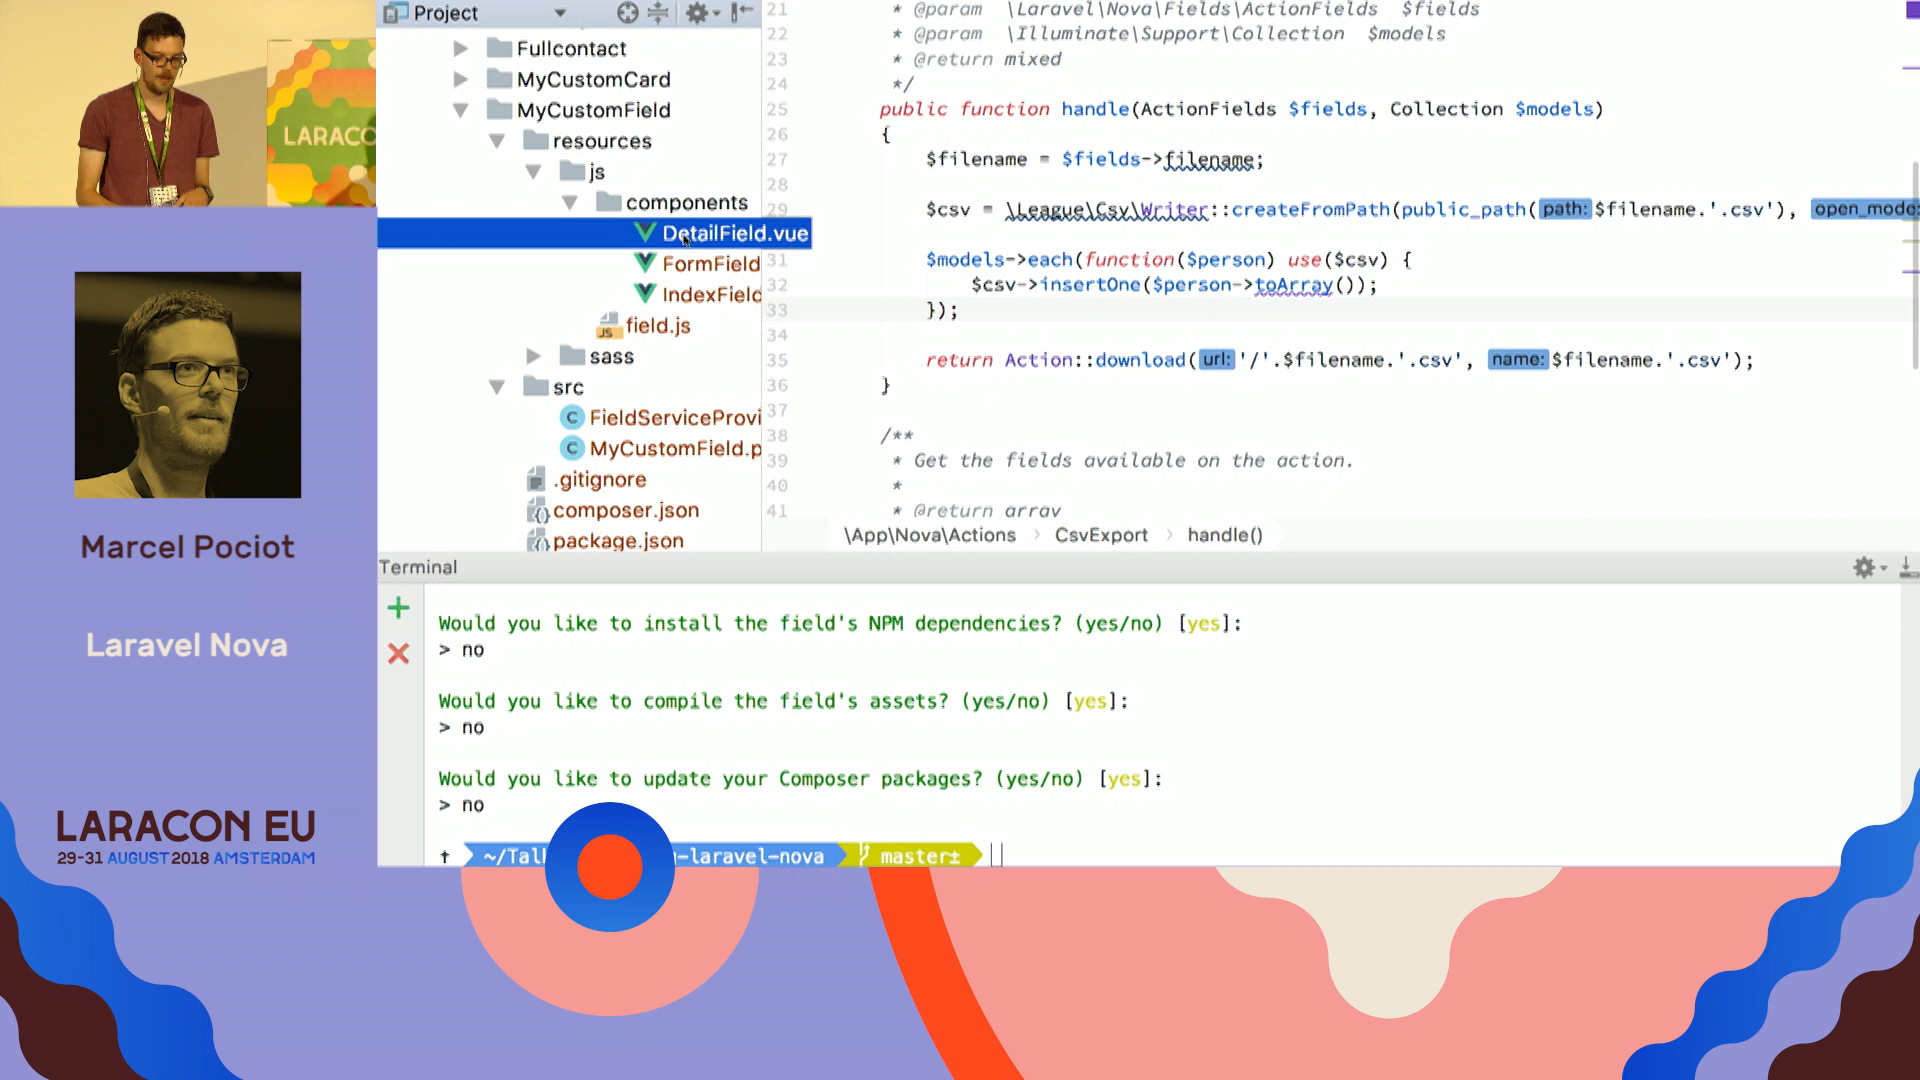 LARACO
Marcel Pociot
Laravel Nova
LARACON EU
29-31 AUGUST 2018 AMSTERDAM
Project
Fullcontact
MyCustomCard
MyCustomField
resources
js
components
DetailField.vue
FormField
IndexField
field.js
sass
src
FieldServiceProvi
MyCustomField.p
.gitignore
composer.json
package.json
21 * @param \Laravel\Nova\Fields\ActionFields $fields
22 * @param \Illuminate\Support\Collection $models
23 * @return mixed
24 */
25 public function handle(ActionFields $fields, Collection $models)
26 {
27 $filename = $fields->filename;
28
29 $csv = \League\Csv\Writer::createFromPath(public_path( path: $filename.'.csv'), open_mode:
31 $models->each(function($person) use($csv) {
32 $csv->insertOne($person->toArray());
33 });
34
35 return Action::download( url: '/'.$filename.'.csv', name: $filename.'.csv');
36 }
37
38 /**
39 * Get the fields available on the action.
40 *
41 * @return array
\App\Nova\Actions > CsvExport > handle()
Terminal
Would you like to install the field's NPM dependencies? (yes/no) [yes]:
> no
Would you like to compile the field's assets? (yes/no) [yes]:
> no
Would you like to update your Composer packages? (yes/no) [yes]:
> no
~/Tal -laravel-nova master±